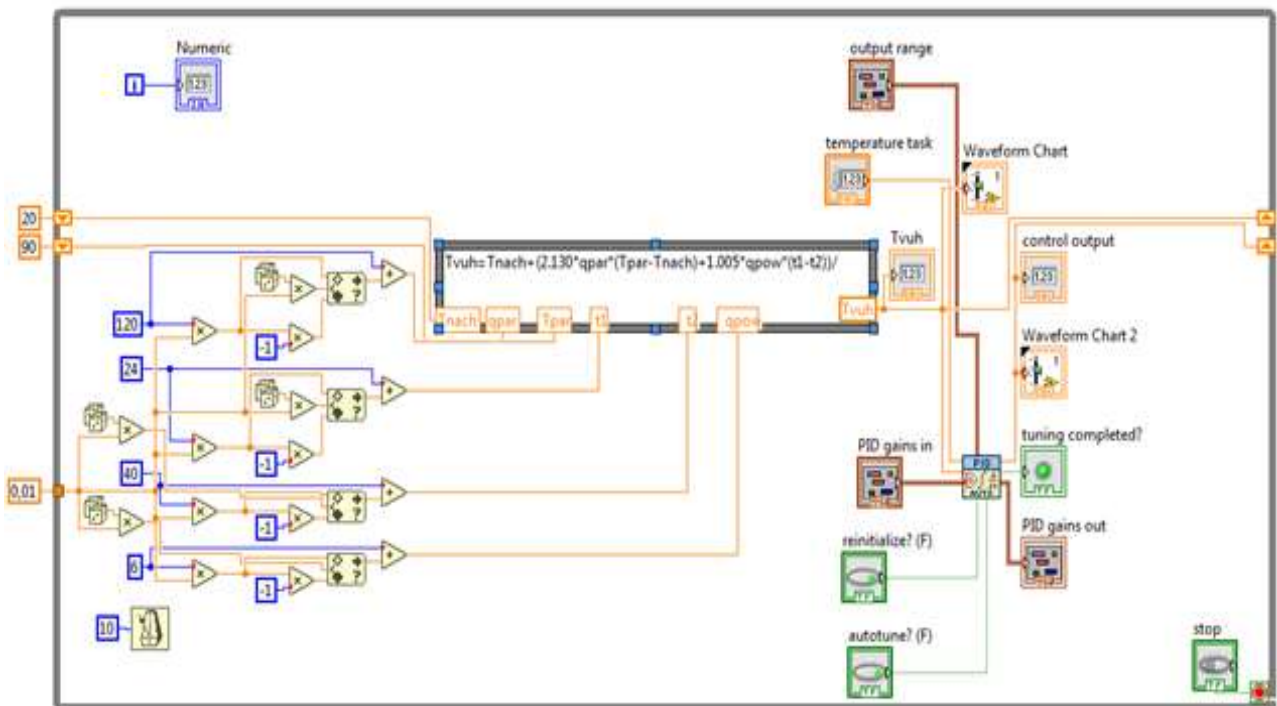 Numeric
i
output range
temperature task
Waveform Chart
20
90
Tvuh=Tnach+(2.130*qpar*(Tpar-Tnach)+1.005*qpow*(t1-t2))/
Tvuh
control output
Tnach
qpar
Tpar
t1
t2
qpow
Tvuh
120
-1
24
-1
Waveform Chart 2
tuning completed?
PID gains in
PID
AUTO
40
0,01
-1
PID gains out
reinitialize? (F)
6
-1
10
autotune? (F)
stop